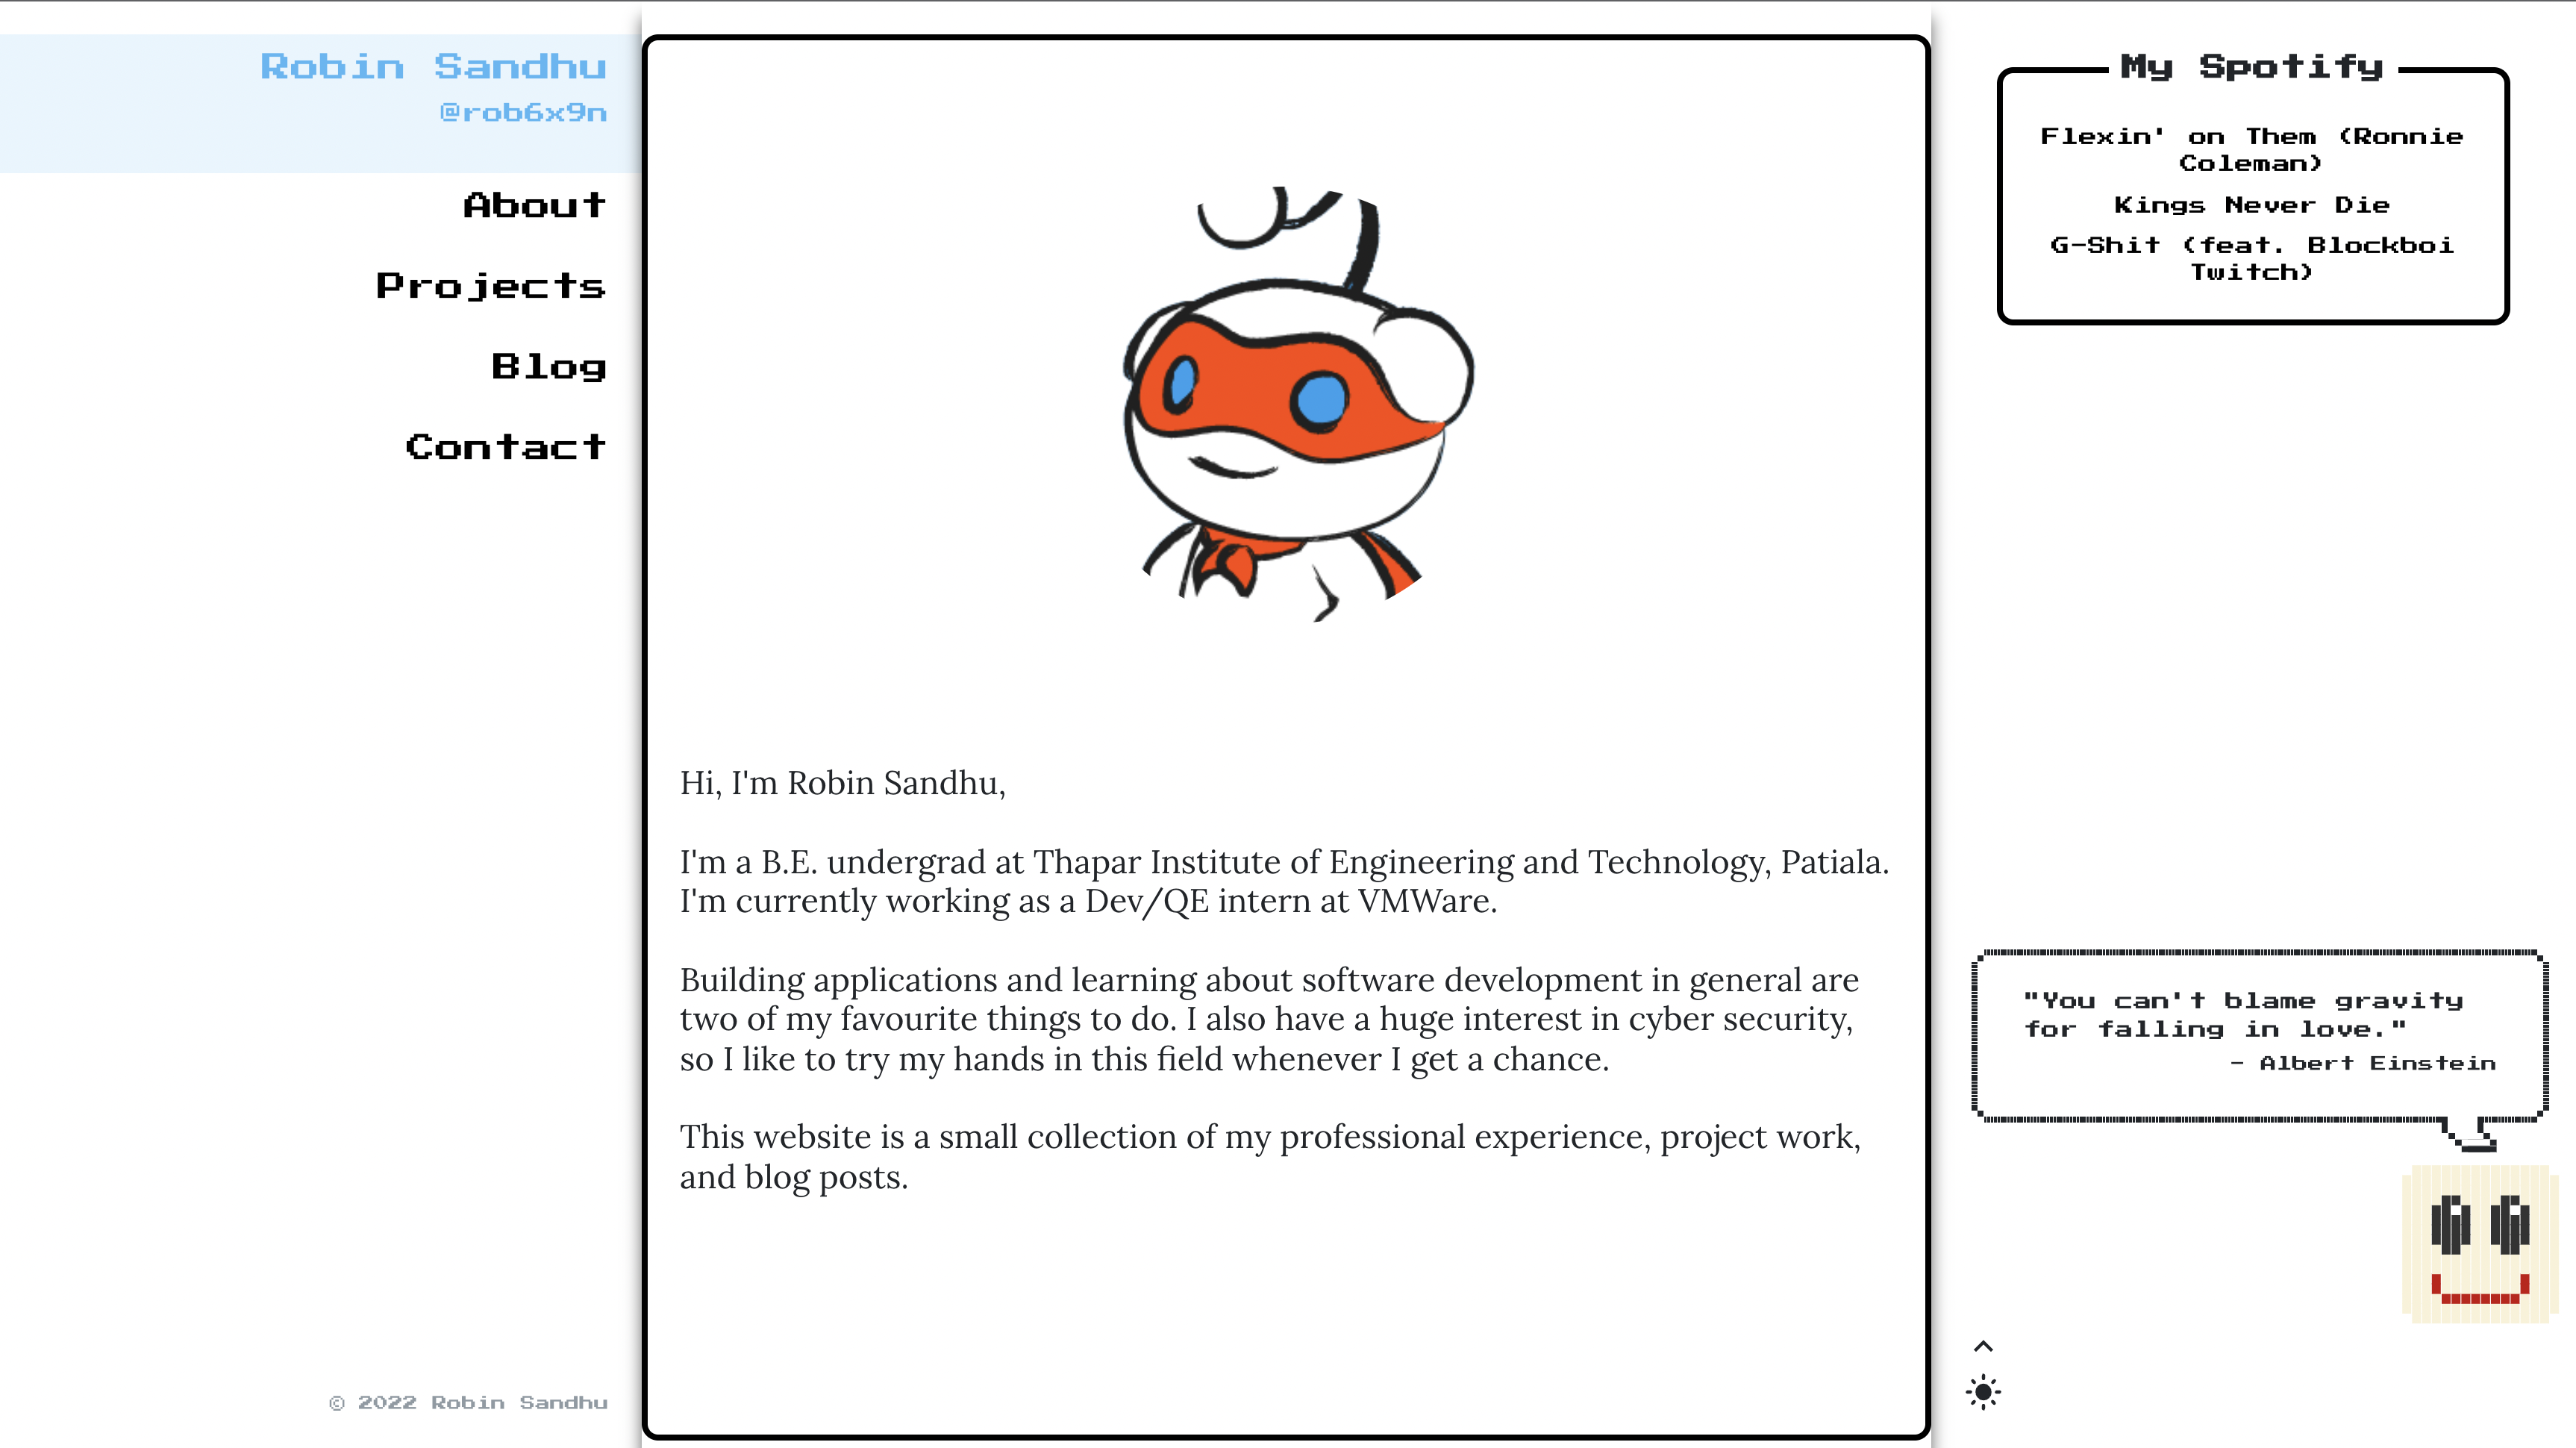 Robin Sandhu
@rob6x9n
About
Projects
Blog
Contact
© 2022 Robin Sandhu
Hi, I'm Robin Sandhu,
I'm a B.E. undergrad at Thapar Institute of Engineering and Technology, Patiala.
I'm currently working as a Dev/QE intern at VMWare.
Building applications and learning about software development in general are
two of my favourite things to do. I also have a huge interest in cyber security,
so I like to try my hands in this field whenever I get a chance.
This website is a small collection of my professional experience, project work,
and blog posts.
My Spotify
Flexin' on Them (Ronnie
Coleman)
Kings Never Die
G-Shit (feat. Blockboi
Twitch)
"You can't blame gravity
for falling in love."
- Albert Einstein